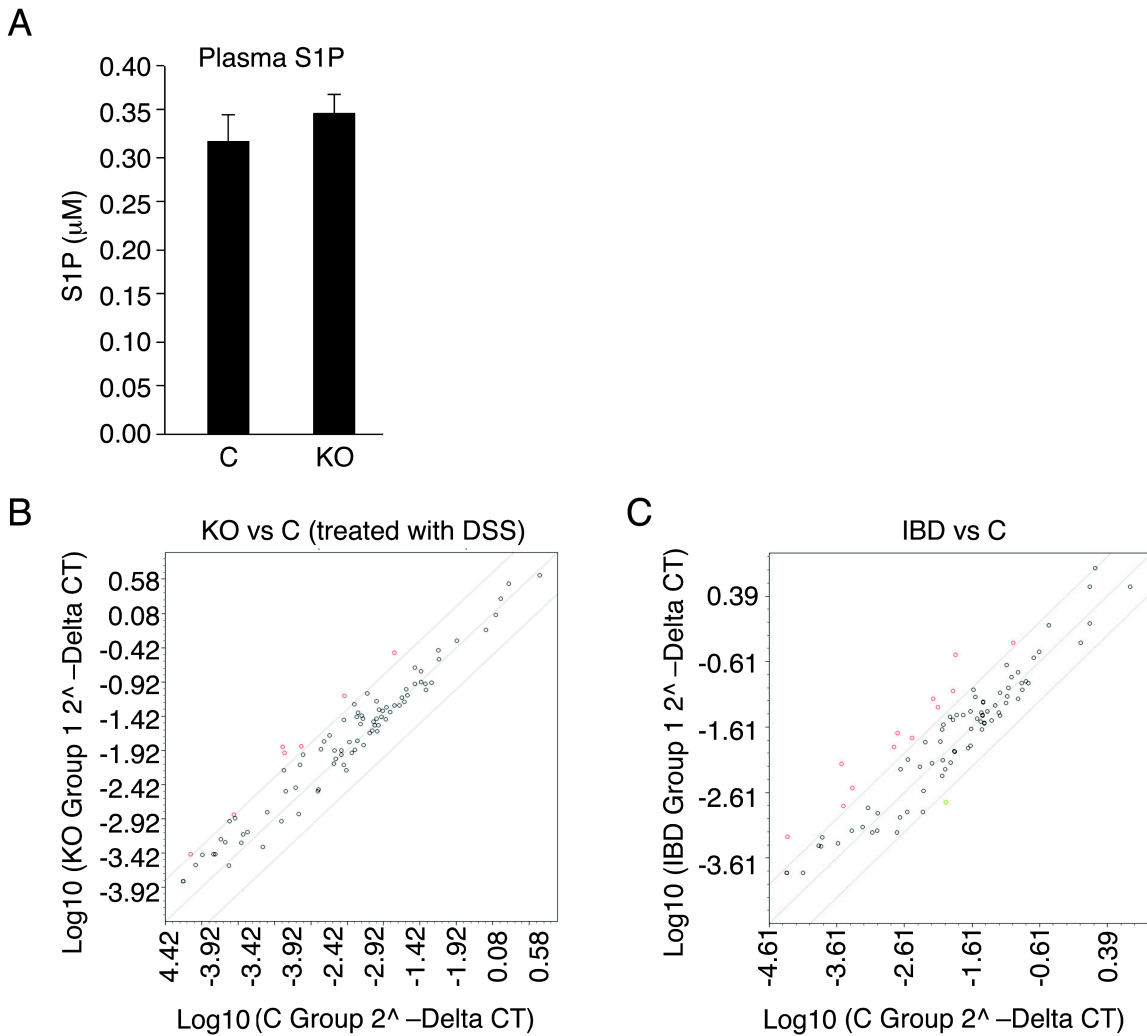 A
Plasma S1P
0.40
0.35
0.30
0.25
0.20
0.15
0.10
0.05
0.00
S1P (μM)
C KO
B
KO vs C (treated with DSS)
Log10 (KO Group 1 2^ –Delta CT)
0.58
0.08
-0.42
-0.92
-1.42
-1.92
-2.42
-2.92
-3.42
-3.92
4.42 -3.92 -3.42 -3.92 -2.42 -2.92 -1.42 -1.92 0.08 0.58
Log10 (C Group 2^ –Delta CT)
C
IBD vs C
Log10 (IBD Group 1 2^ –Delta CT)
0.39
-0.61
-1.61
-2.61
-3.61
-4.61 -3.61 -2.61 -1.61 -0.61 0.39
Log10 (C Group 2^ –Delta CT)